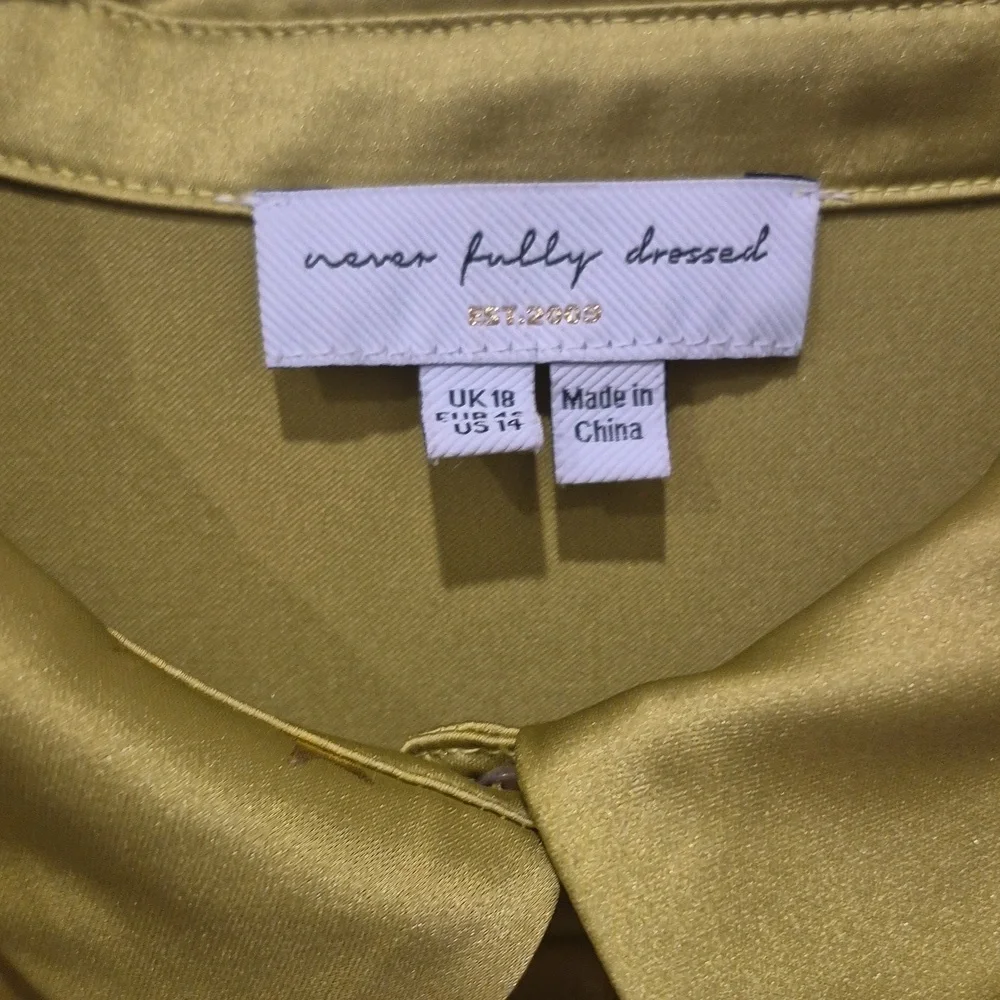 never fully dressed
EST.2009
UK 18
US 14
Made in
China